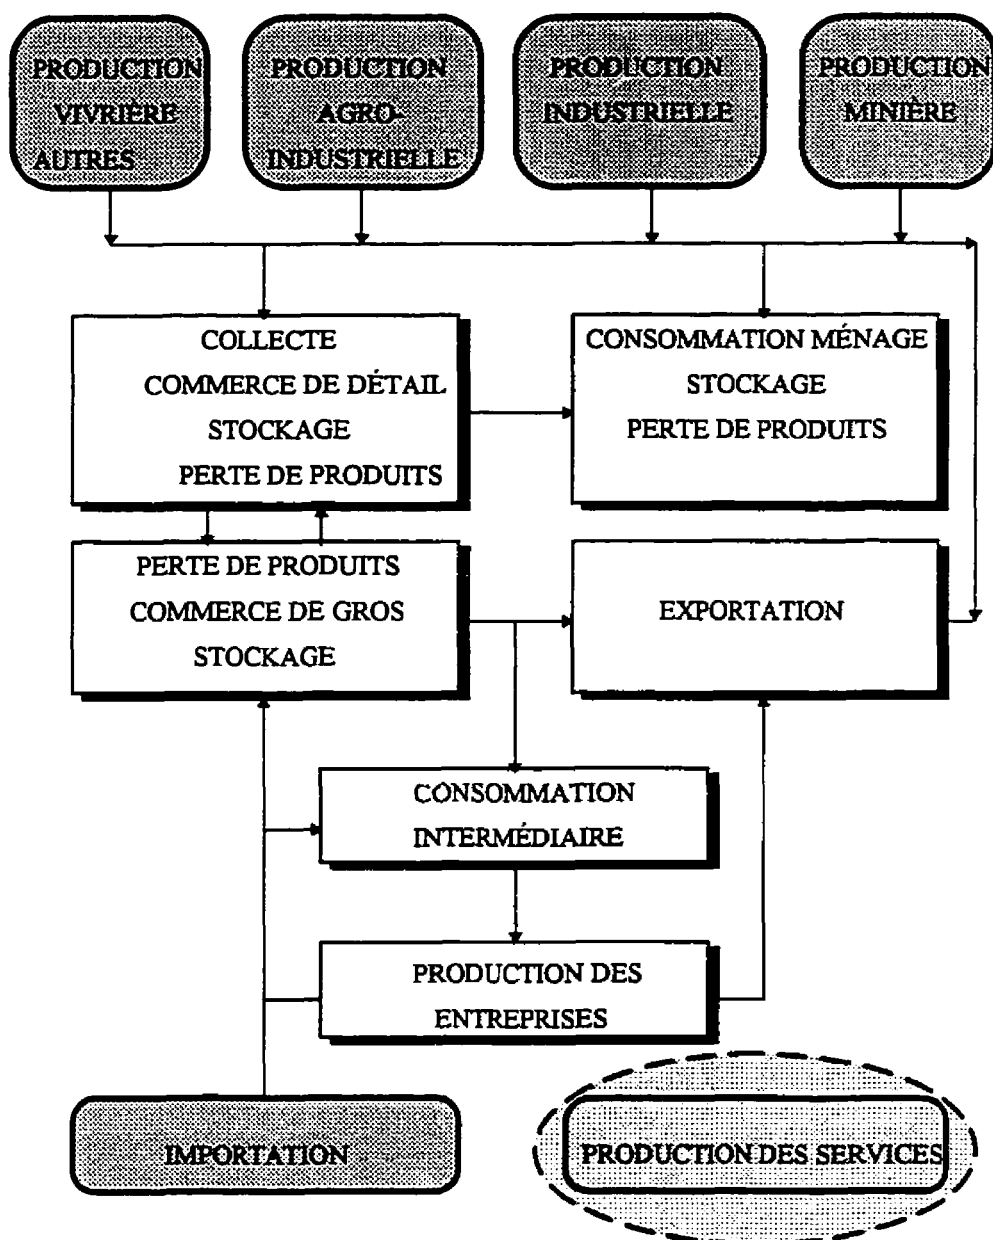 PRODUCTION
VIVRIÈRE
AUTRES
PRODUCTION
AGRO-
INDUSTRIELLE
PRODUCTION
INDUSTRIELLE
PRODUCTION
MINIÈRE
COLLECTE
COMMERCE DE DÉTAIL
STOCKAGE
PERTE DE PRODUITS
CONSOMMATION MÉNAGE
STOCKAGE
PERTE DE PRODUITS
PERTE DE PRODUITS
COMMERCE DE GROS
STOCKAGE
EXPORTATION
CONSOMMATION
INTERMÉDIAIRE
PRODUCTION DES
ENTREPRISES
IMPORTATION
PRODUCTION DES SERVICES